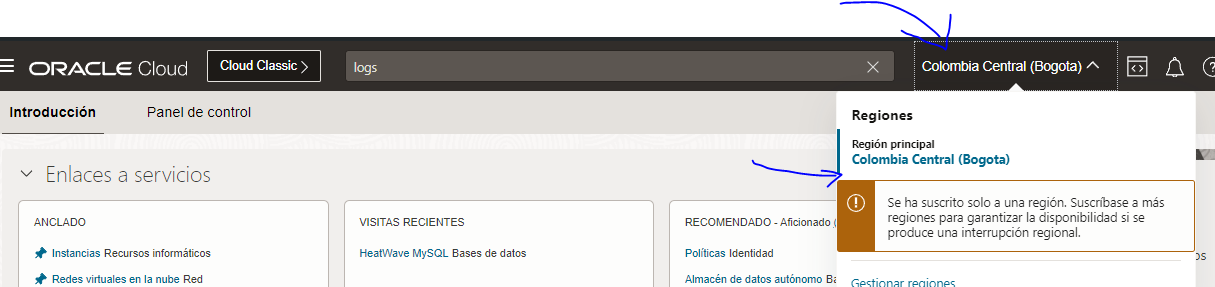 ORACLE Cloud
Cloud Classic
logs
Colombia Central (Bogota)
Introducción
Panel de control
Regiones
Región principal
Colombia Central (Bogota)
Se ha suscrito solo a una región. Suscríbase a más
regiones para garantizar la disponibilidad si se
produce una interrupción regional.
Gestionar regiones
Enlaces a servicios
ANCLADO
Instancias Recursos informáticos
Redes virtuales en la nube Red
VISITAS RECIENTES
HeatWave MySQL Bases de datos
RECOMENDADO - Aficionado
Políticas Identidad
Almacén de datos autónomo